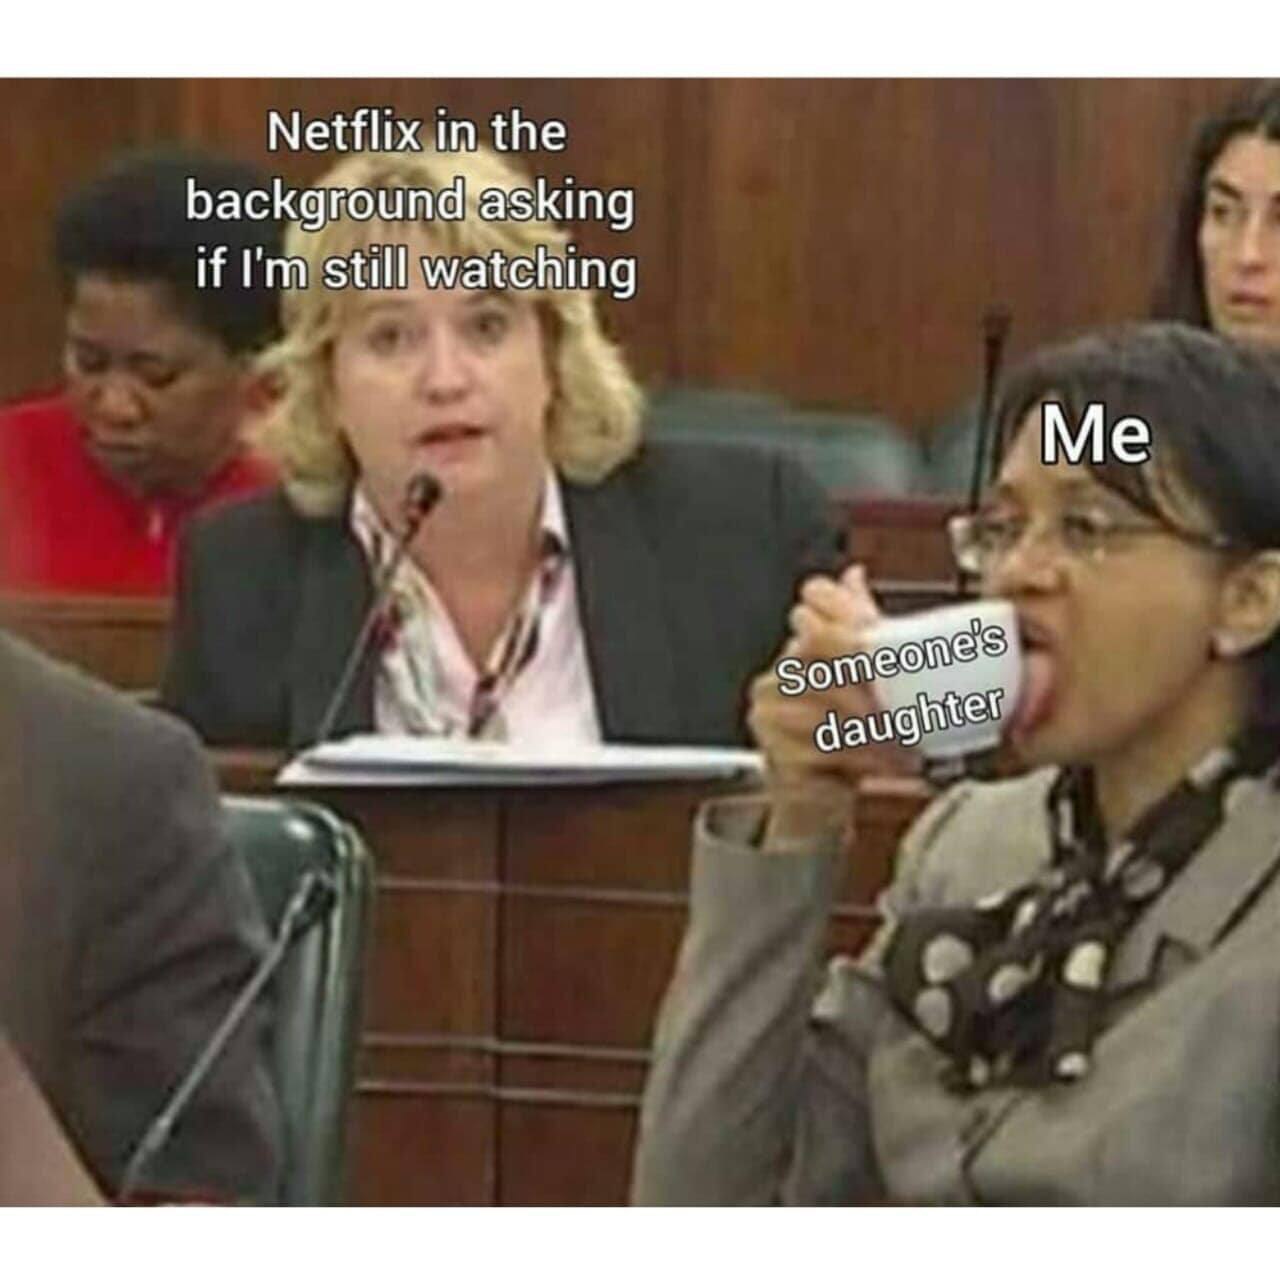 Netflix in the
background asking
if I'm still watching
Me
Someone's
daughter